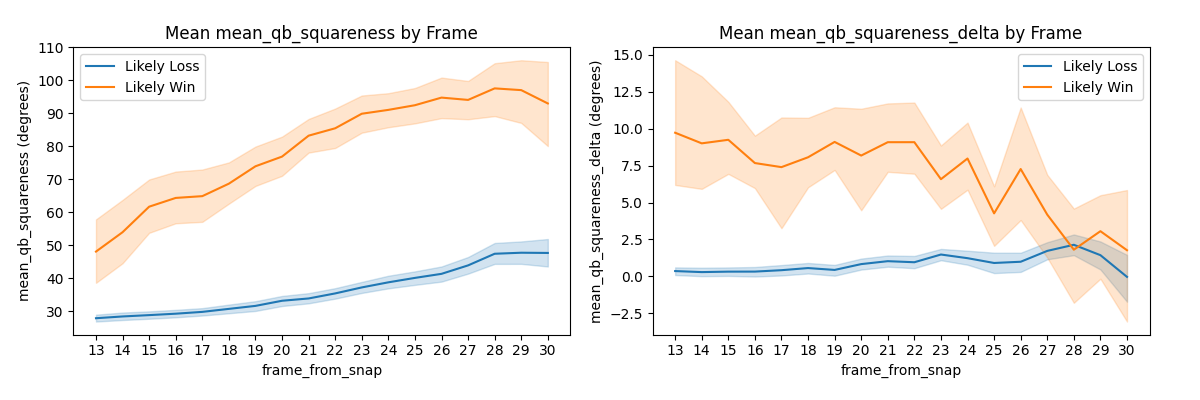 Mean mean_qb_squareness by Frame
mean_qb_squareness (degrees)
110
100
90
80
70
60
50
40
30
Likely Loss
Likely Win
13 14 15 16 17 18 19 20 21 22 23 24 25 26 27 28 29 30
frame_from_snap
Mean mean_qb_squareness_delta by Frame
mean_qb_squareness_delta (degrees)
15.0
12.5
10.0
7.5
5.0
2.5
0.0
−2.5
Likely Loss
Likely Win
13 14 15 16 17 18 19 20 21 22 23 24 25 26 27 28 29 30
frame_from_snap